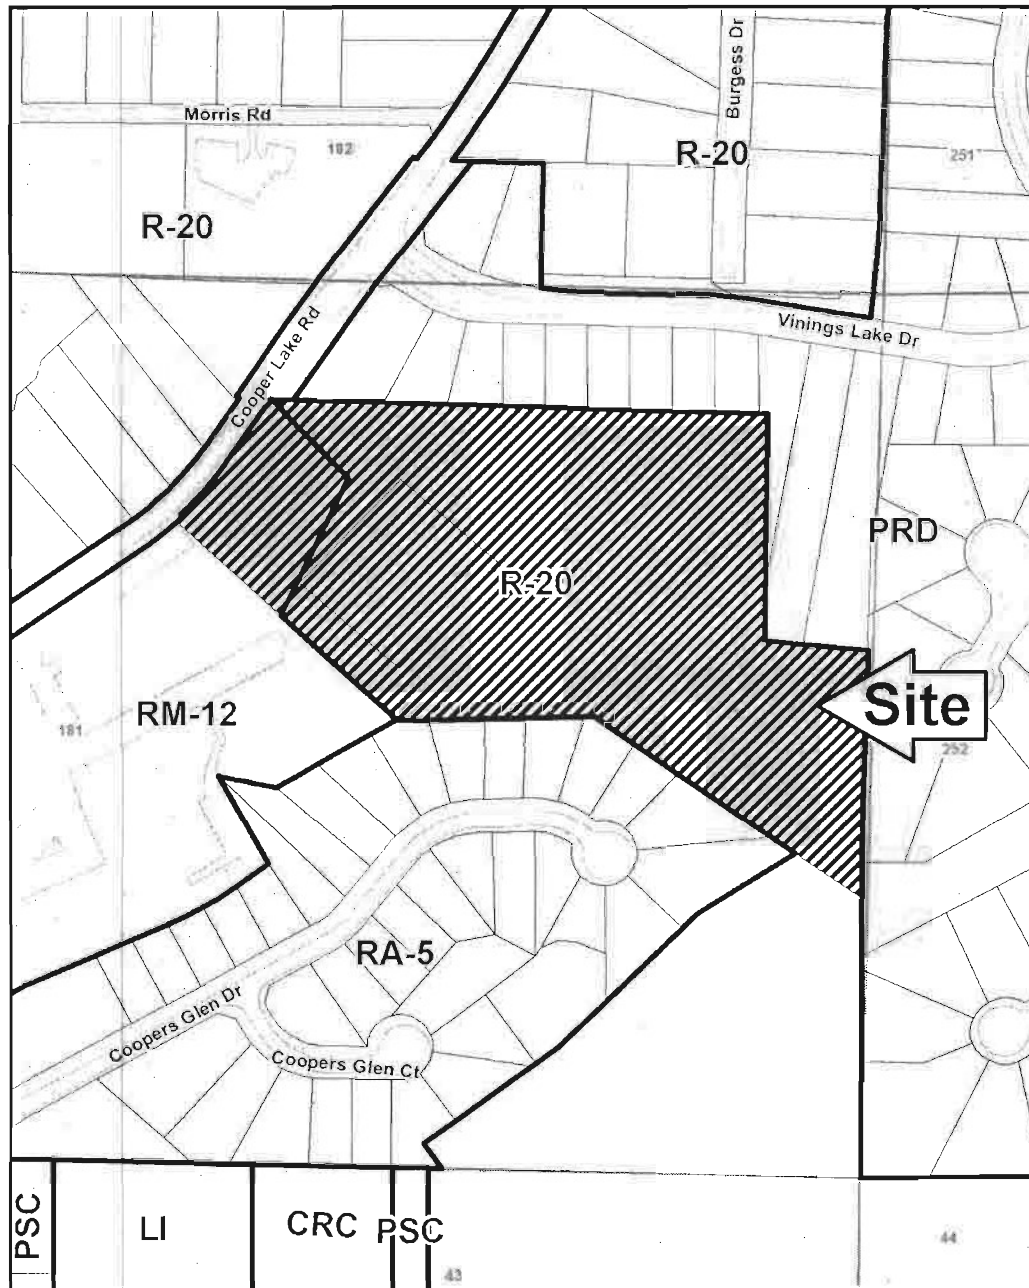 Burgess Dr
Morris Rd
182
R-20
251
R-20
Vinings Lake Dr
Cooper Lake Rd
PRD
R-20
Site
RM-12
181
252
RA-5
Coopers Glen Dr
Coopers Glen Ct
PSC
LI
CRC
PSC
44
43